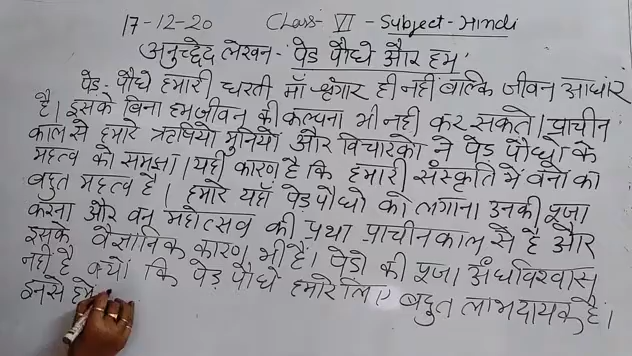 17-12-20 Class- VI - Subject - Hindi
अनुच्छेद लेखन - पेड पौधे और हम
पेड - पौधे हमारी धरती माँ - श्रृंगार ही नही बल्कि जीवन आधार
है। इसके बिना हम जीवन की कल्पना भी नही कर सकते। प्राचीन
काल से हमारे ऋषियो मुनियो और विचारको ने पेड पौधो के
महत्व को समझा। यही कारण है कि हमारी संस्कृति मे वनो का
बहुत महत्व है। हमारे यहाँ पेड़ पौधो को लगाना उनकी पूजा
करना और वन महोत्सव की प्रथा प्राचीनकाल से है और
इसके वैज्ञानिक कारण भी है। पेडो की पूजा अंधविश्वास
नही है क्यों कि पेड़ पौधे हमारे लिए बहुत लाभदायक है।
इनसे हमे